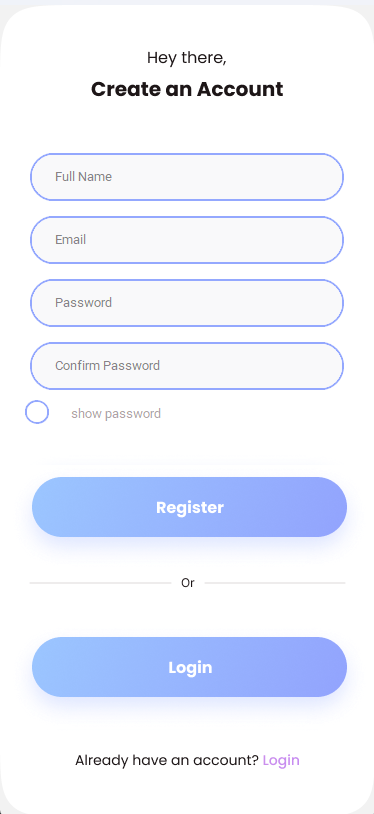 Hey there,
Create an Account
Full Name
Email
Password
Confirm Password
show password
Register
Or
Login
Already have an account? Login